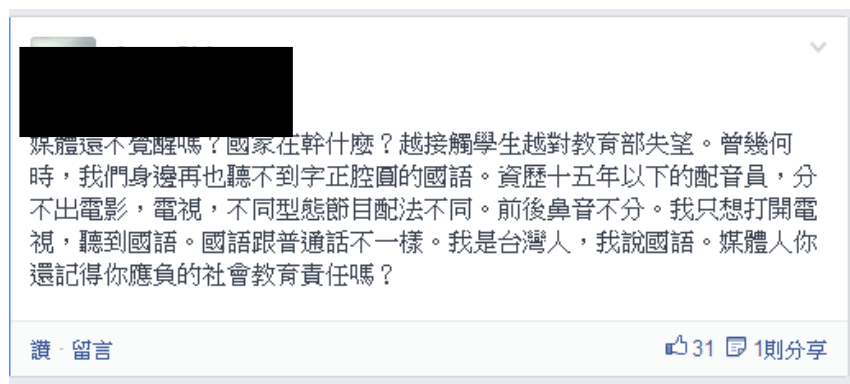 媒體還不覺醒嗎？國家在幹什麼？越接觸學生越對教育部失望。曾幾何
時，我們身邊再也聽不到字正腔圓的國語。資歷十五年以下的配音員，分
不出電影，電視，不同型態節目配法不同。前後鼻音不分。我只想打開電
視，聽到國語。國語跟普通話不一樣。我是台灣人，我說國語。媒體人你
還記得你應負的社會教育責任嗎？
讚 · 留言
31 1則分享